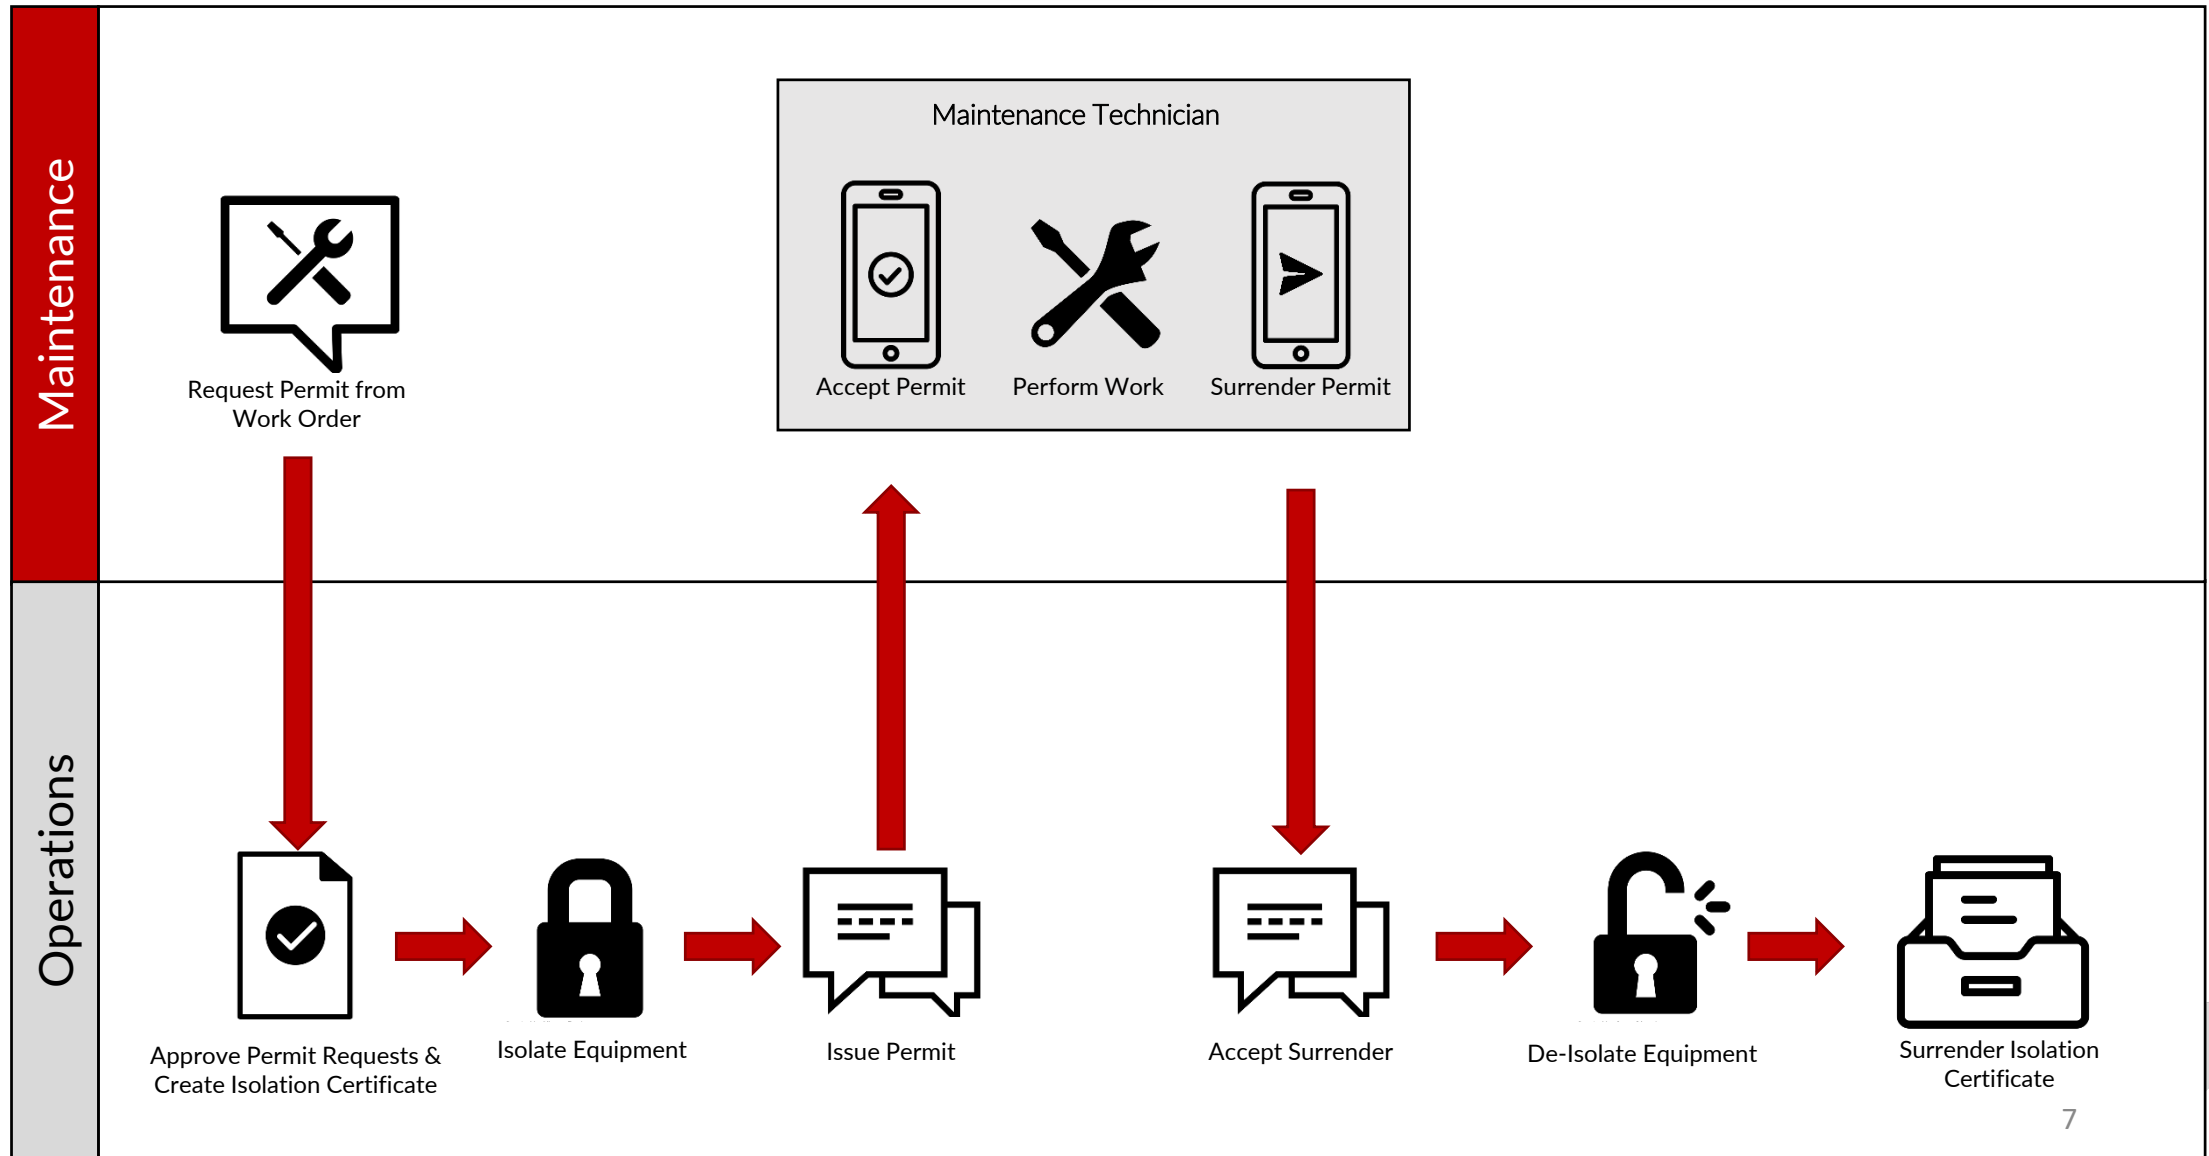 Maintenance
Maintenance Technician
Request Permit from
Work Order
Accept Permit
Perform Work
Surrender Permit
Operations
Approve Permit Requests &
Create Isolation Certificate
Isolate Equipment
Issue Permit
Accept Surrender
De-Isolate Equipment
Surrender Isolation
Certificate
7